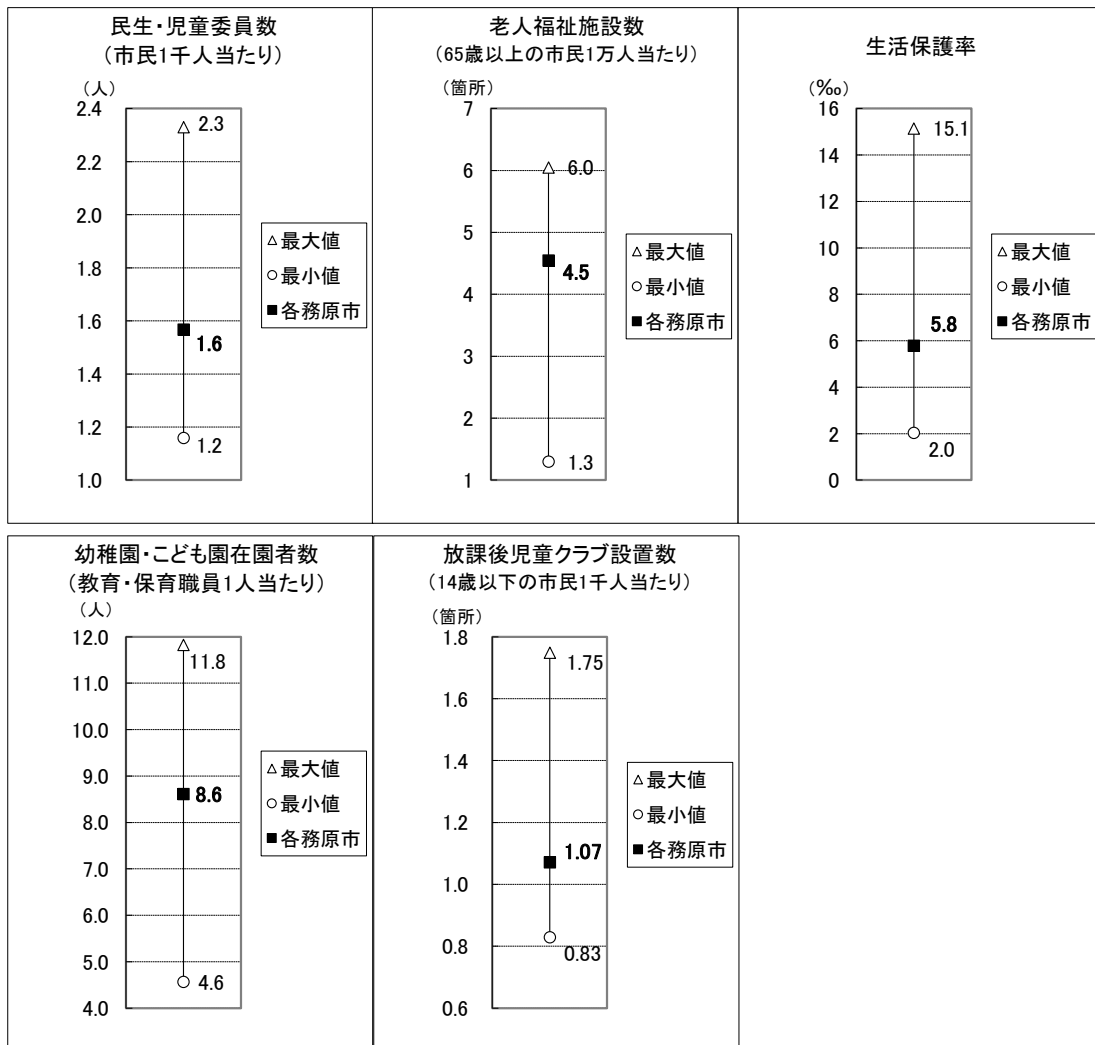 民生・児童委員数
（市民1千人当たり）
（人）
2.4
2.2
2.0
1.8
1.6
1.4
1.2
1.0
2.3
1.6
1.2
△最大値
○最小値
■各務原市
老人福祉施設数
（65歳以上の市民1万人当たり）
（箇所）
7
6
5
4
3
2
1
6.0
4.5
1.3
△最大値
○最小値
■各務原市
生活保護率
（‰）
16
14
12
10
8
6
4
2
0
15.1
5.8
2.0
△最大値
○最小値
■各務原市
幼稚園・こども園在園者数
（教育・保育職員1人当たり）
（人）
12.0
11.0
10.0
9.0
8.0
7.0
6.0
5.0
4.0
11.8
8.6
4.6
△最大値
○最小値
■各務原市
放課後児童クラブ設置数
（14歳以下の市民1千人当たり）
（箇所）
1.8
1.6
1.4
1.2
1.0
0.8
0.6
1.75
1.07
0.83
△最大値
○最小値
■各務原市